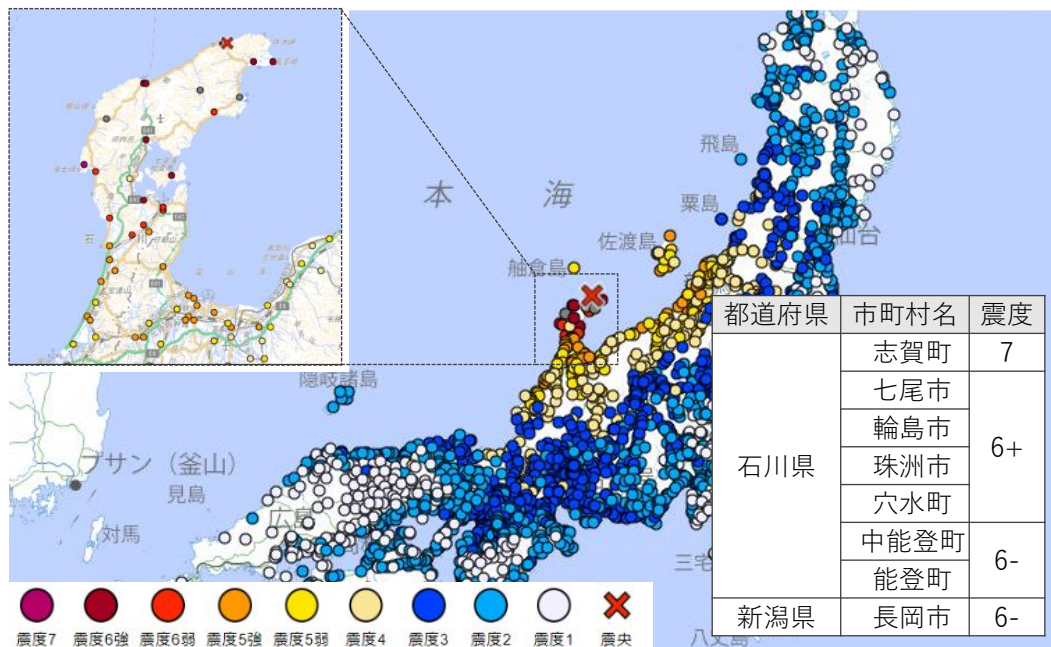 本 海
飛島
粟島
佐渡島
舳倉島
仙台
隠岐諸島
プサン（釜山）
見島
対馬
広島
三宅
八丈島
都道府県 市町村名 震度
石川県
志賀町 7
七尾市
輪島市
珠洲市
穴水町
6+
中能登町
能登町
6-
新潟県 長岡市 6-
震度7 震度6強 震度6弱 震度5強 震度5弱 震度4 震度3 震度2 震度1 震央